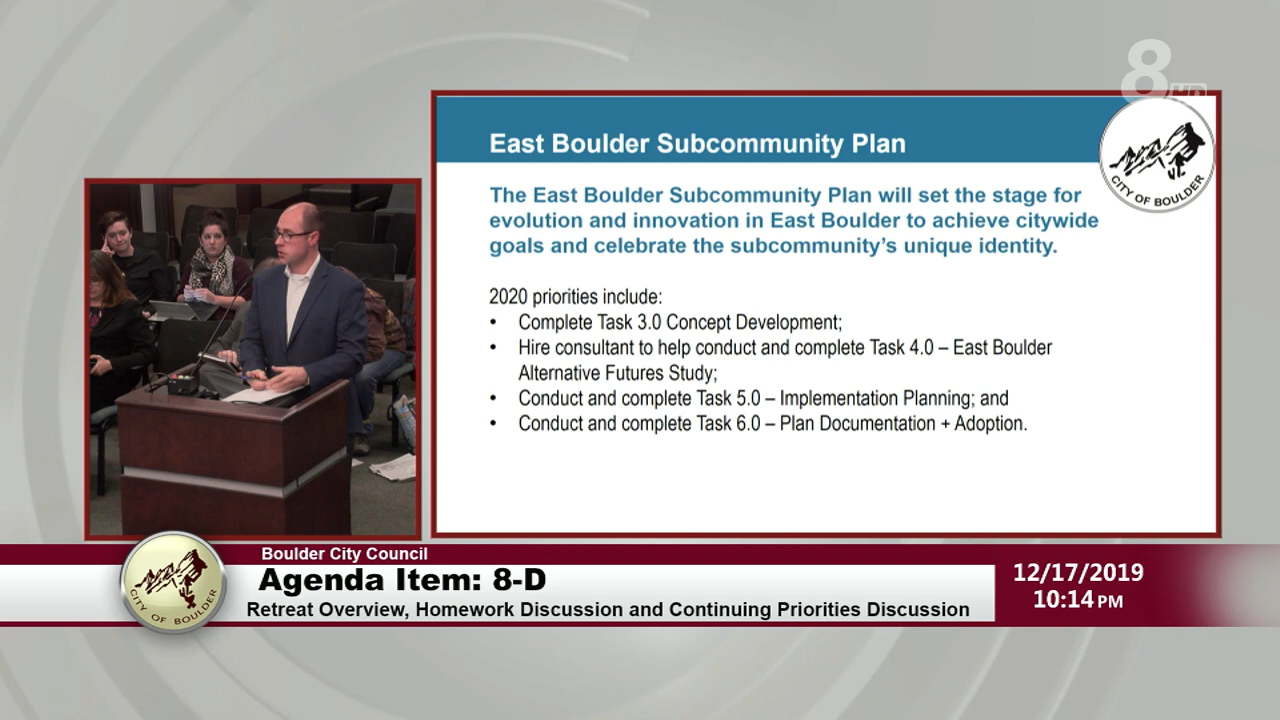 8
HD
East Boulder Subcommunity Plan
CITY OF BOULDER
The East Boulder Subcommunity Plan will set the stage for
evolution and innovation in East Boulder to achieve citywide
goals and celebrate the subcommunity's unique identity.
2020 priorities include:
• Complete Task 3.0 Concept Development;
• Hire consultant to help conduct and complete Task 4.0 – East Boulder
Alternative Futures Study;
• Conduct and complete Task 5.0 – Implementation Planning; and
• Conduct and complete Task 6.0 – Plan Documentation + Adoption.
Boulder City Council
Agenda Item: 8-D
Retreat Overview, Homework Discussion and Continuing Priorities Discussion
CITY OF BOULDER
12/17/2019
10:14 PM